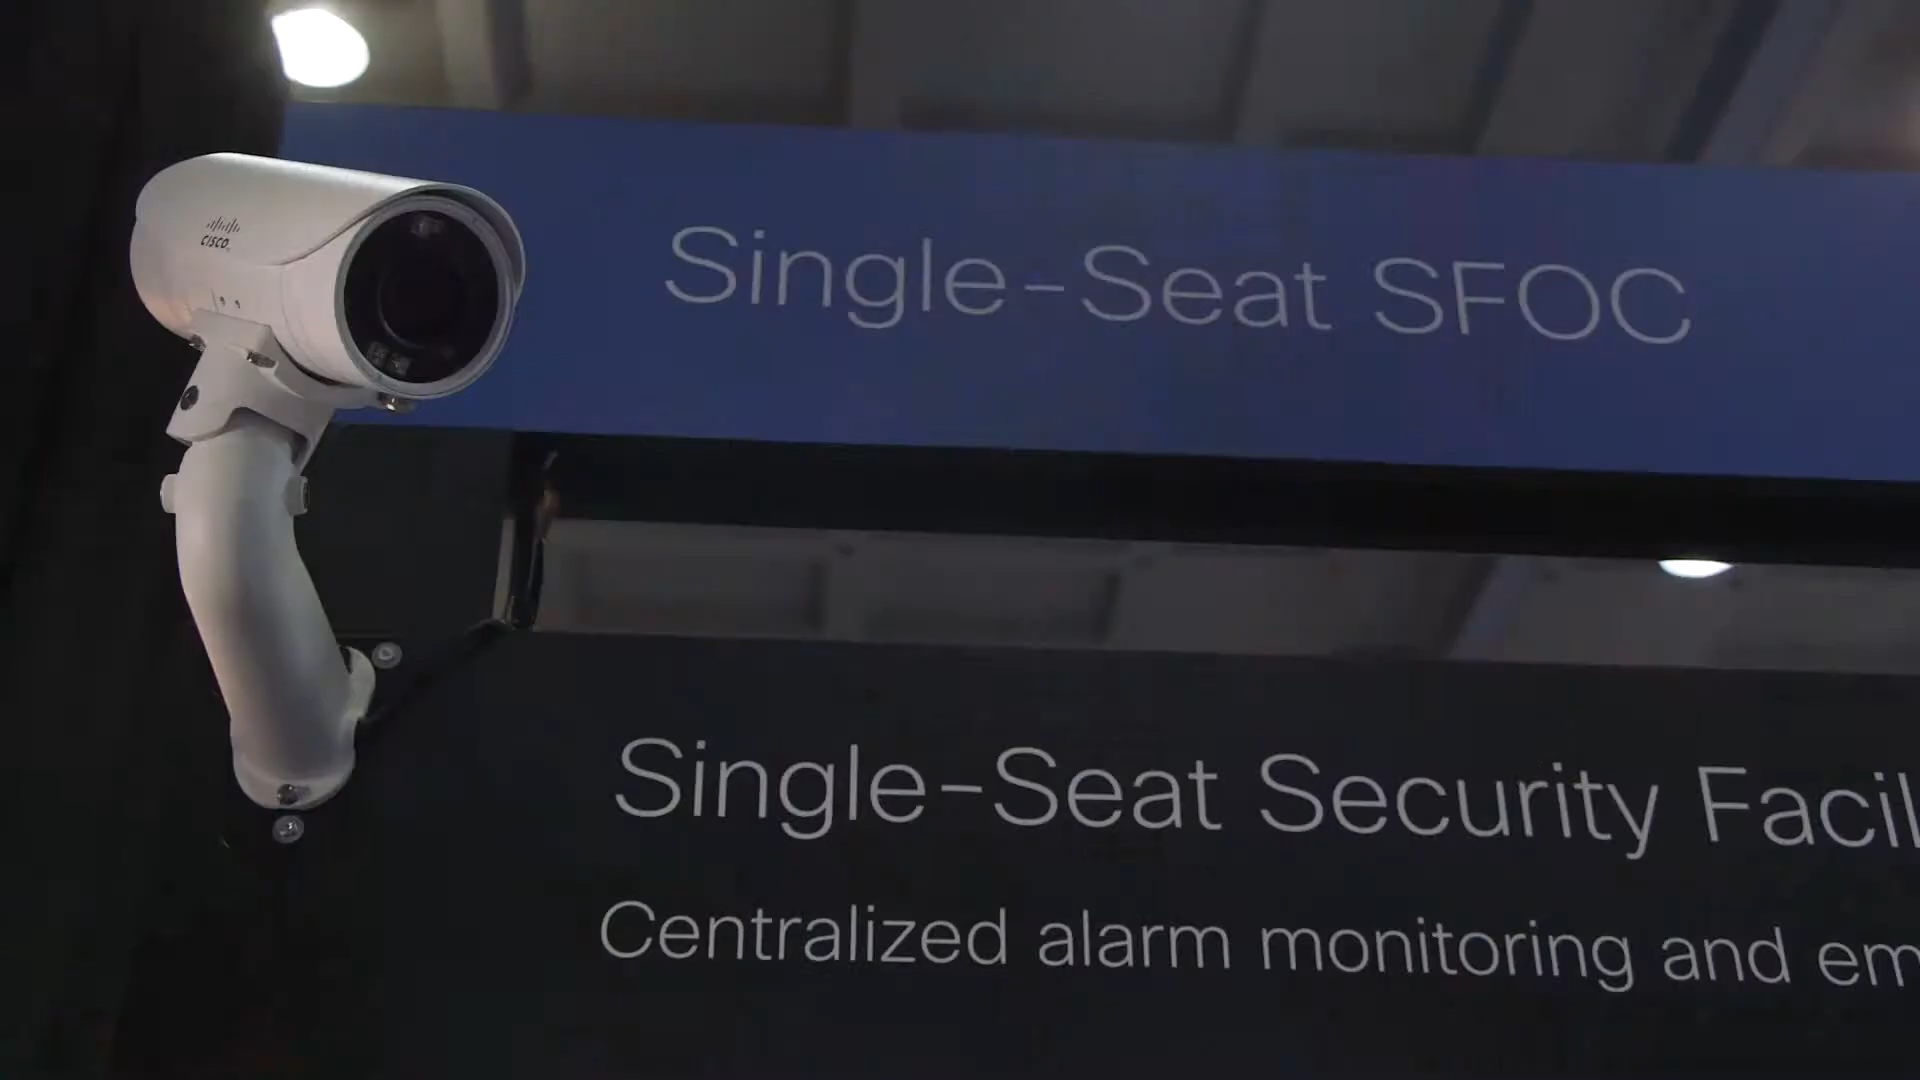 CISCO
Single-Seat SFOC
Single-Seat Security Facil
Centralized alarm monitoring and em